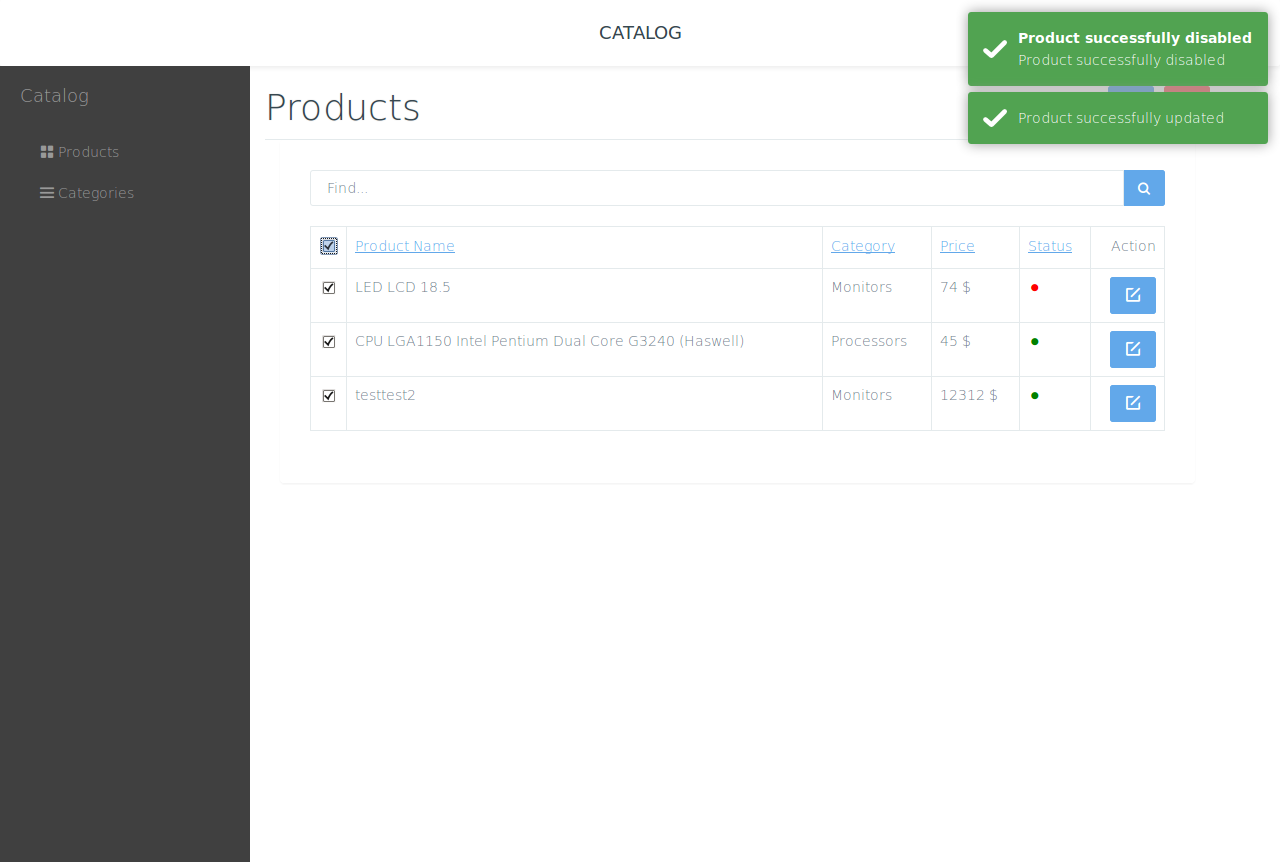 CATALOG
Product successfully disabled
Product successfully disabled
Product successfully updated
Catalog
Products
Categories
Products
Find...
Product Name Category Price Status Action
LED LCD 18.5 Monitors 74 $
CPU LGA1150 Intel Pentium Dual Core G3240 (Haswell) Processors 45 $
testtest2 Monitors 12312 $